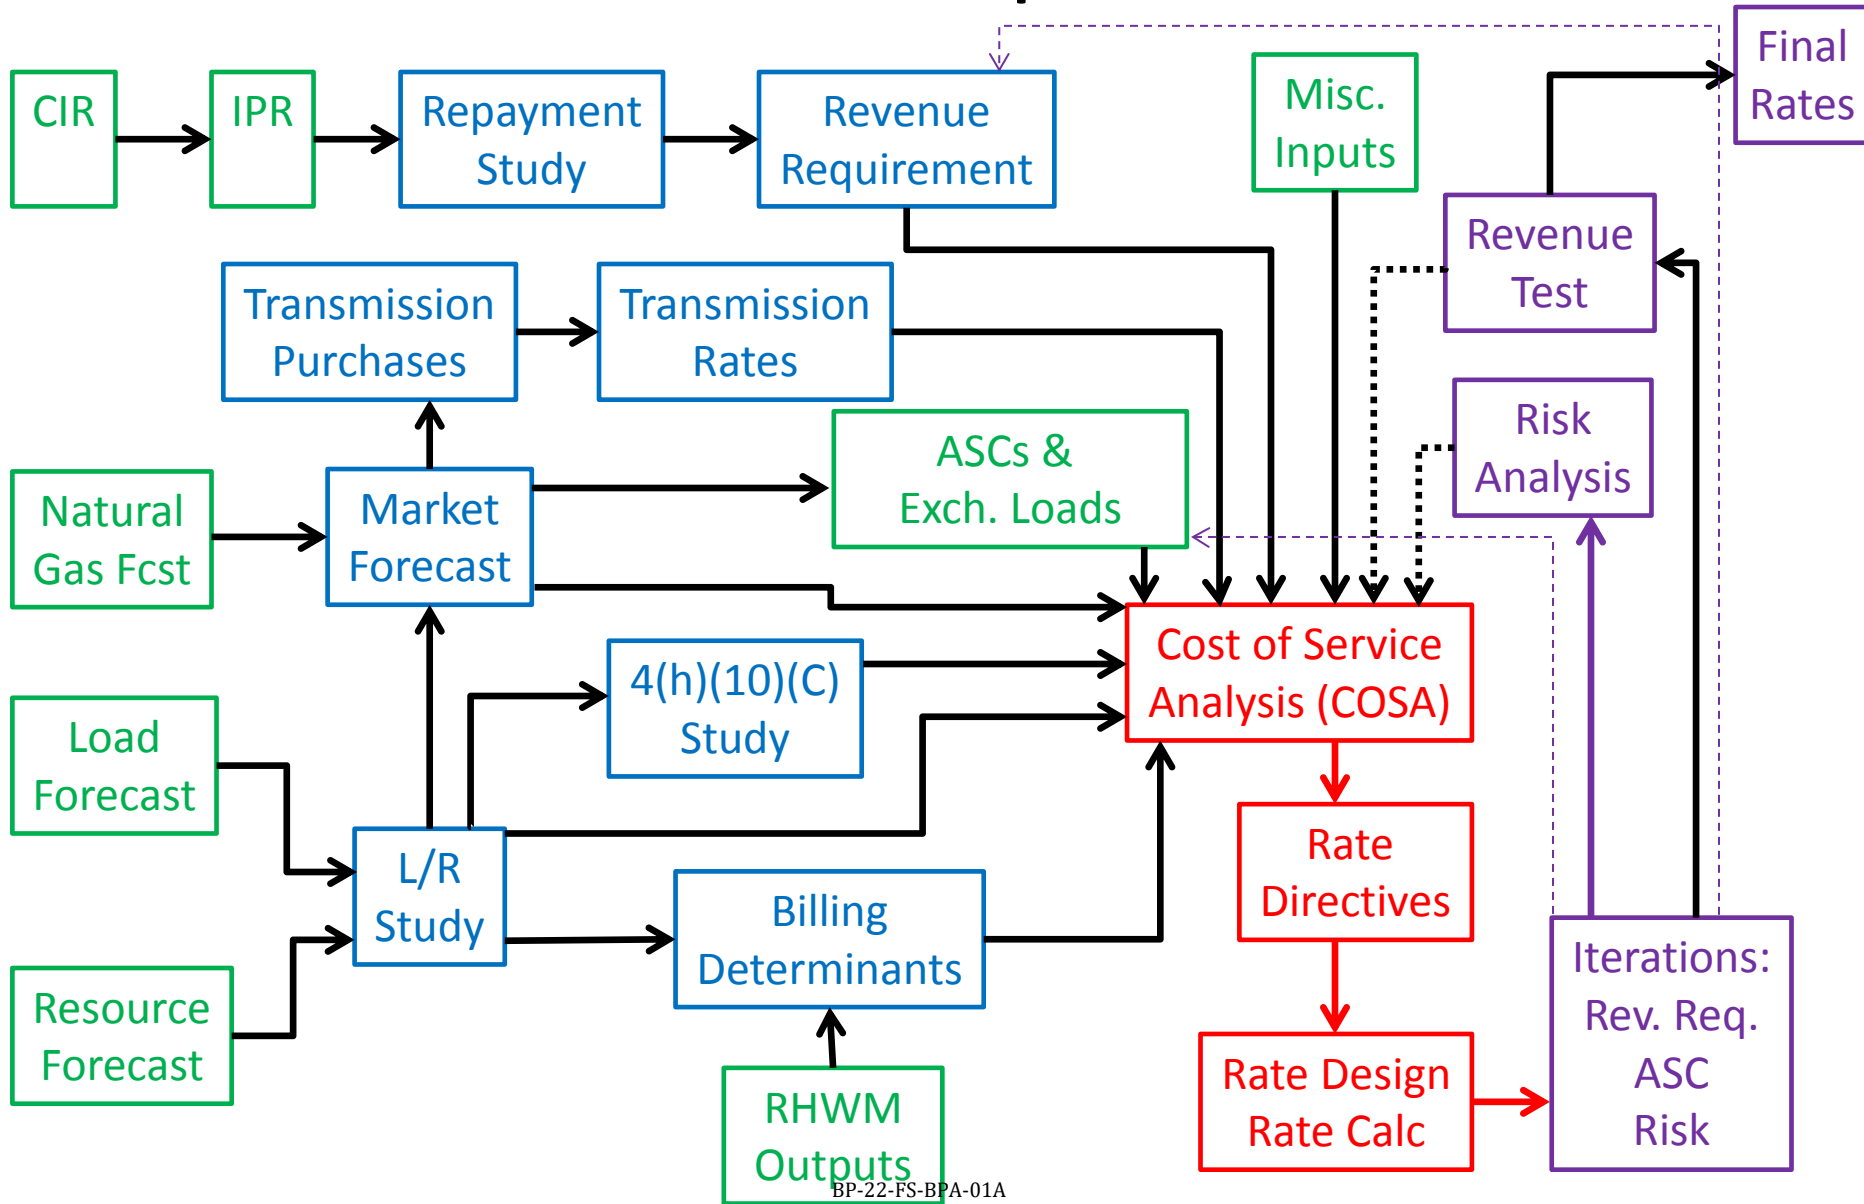 CIR
IPR
Repayment
Study
Revenue
Requirement
Misc.
Inputs
Final
Rates
Revenue
Test
Transmission
Purchases
Transmission
Rates
Risk
Analysis
ASCs &
Exch. Loads
Natural
Gas Fcst
Market
Forecast
Cost of Service
Analysis (COSA)
4(h)(10)(C)
Study
Load
Forecast
L/R
Study
Rate
Directives
Billing
Determinants
Resource
Forecast
Iterations:
Rev. Req.
ASC
Risk
Rate Design
Rate Calc
RHWM
Outputs
BP-22-FS-BPA-01A